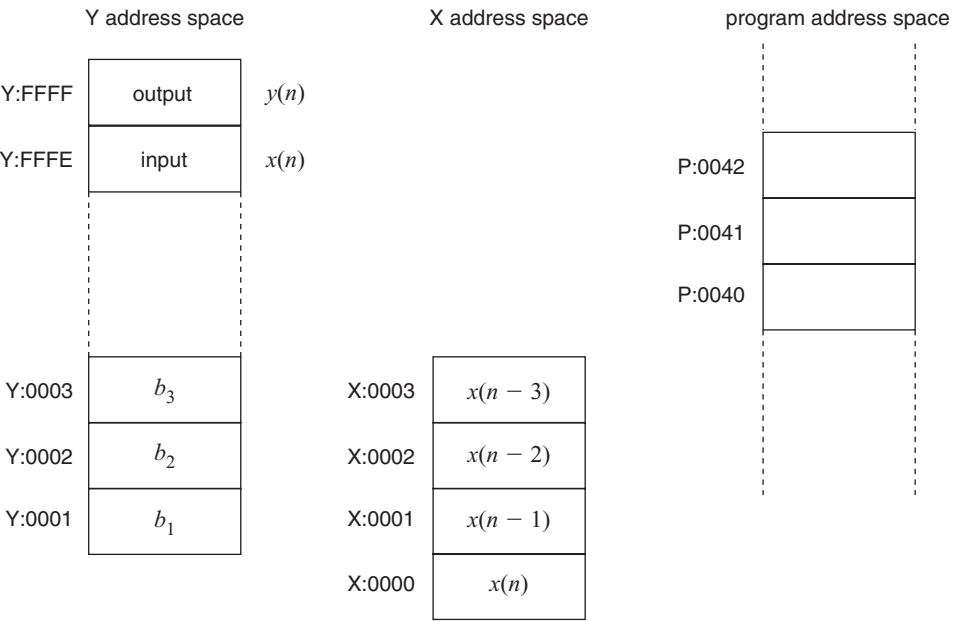 Y address space
X address space
program address space
Y:FFFF
output
y(n)
Y:FFFE
input
x(n)
P:0042
P:0041
P:0040
Y:0003
b₃
X:0003
x(n − 3)
Y:0002
b₂
X:0002
x(n − 2)
Y:0001
b₁
X:0001
x(n − 1)
X:0000
x(n)